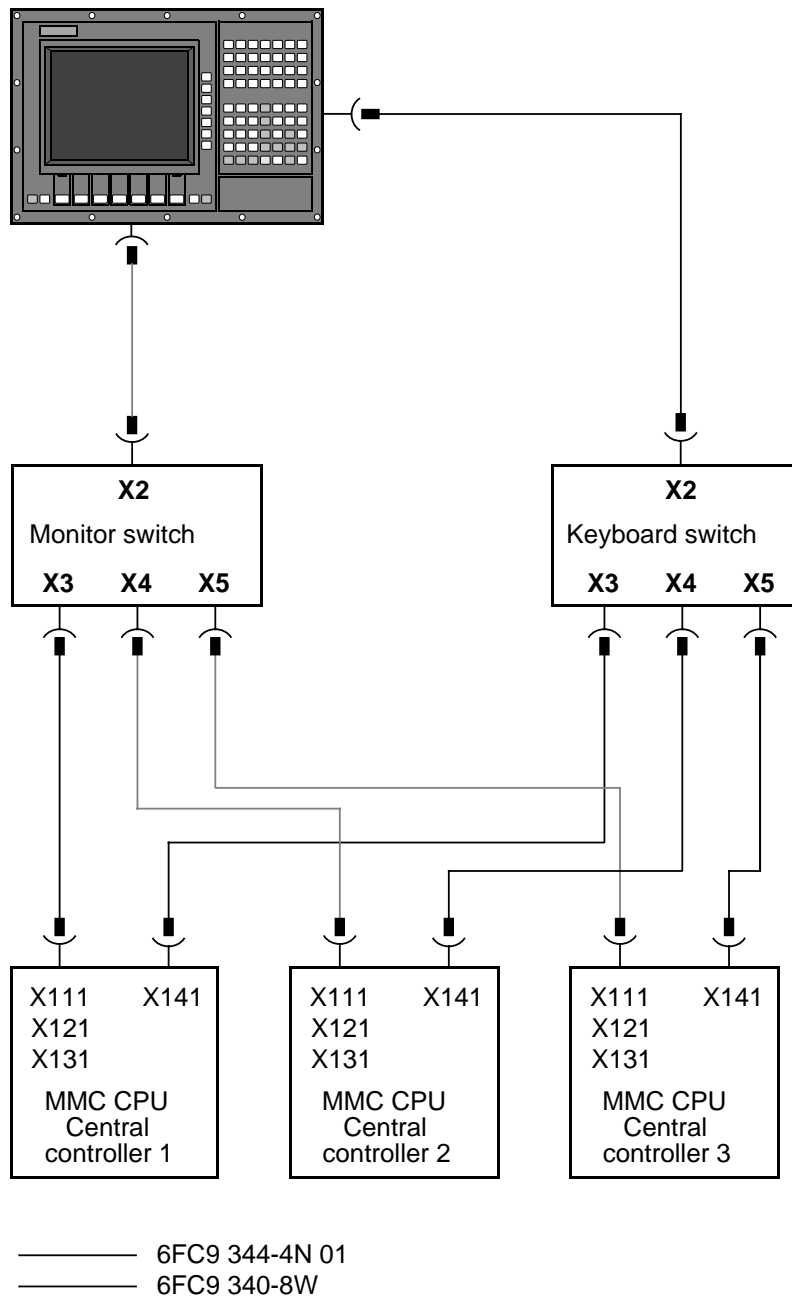 X2
Monitor switch
X3 X4 X5
X2
Keyboard switch
X3 X4 X5
X111 X141
X121
X131
MMC CPU
Central
controller 1
X111 X141
X121
X131
MMC CPU
Central
controller 2
X111 X141
X121
X131
MMC CPU
Central
controller 3
6FC9 344-4N 01
6FC9 340-8W